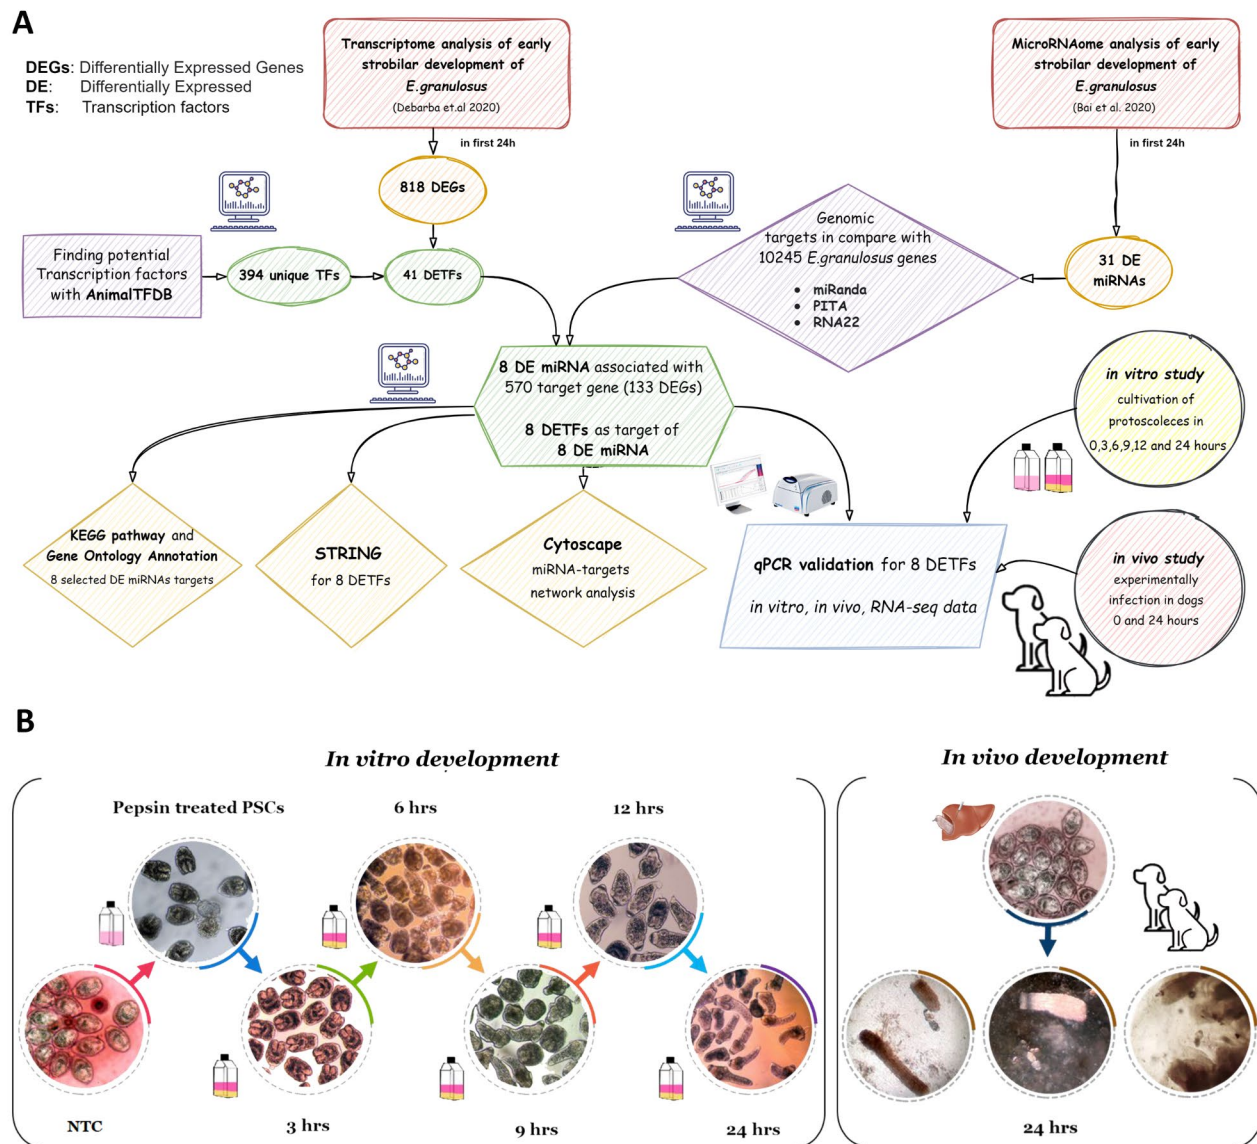 A
DEGs: Differentially Expressed Genes
DE: Differentially Expressed
TFs: Transcription factors
Transcriptome analysis of early
strobilar development of
E.granulosus
(Debarba et.al 2020)
MicroRNAome analysis of early
strobilar development of
E.granulosus
(Bai et al. 2020)
in first 24h
in first 24h
818 DEGs
Finding potential
Transcription factors
with AnimalTFDB
394 unique TFs
41 DETFs
Genomic
targets in compare with
10245 E.granulosus genes
• miRanda
• PITA
• RNA22
31 DE
miRNAs
8 DE miRNA associated with
570 target gene (133 DEGs)
8 DETFs as target of
8 DE miRNA
in vitro study
cultivation of
protoscoleces in
0,3,6,9,12 and 24 hours
KEGG pathway and
Gene Ontology Annotation
8 selected DE miRNAs targets
STRING
for 8 DETFs
Cytoscape
miRNA-targets
network analysis
qPCR validation for 8 DETFs
in vitro, in vivo, RNA-seq data
in vivo study
experimentally
infection in dogs
0 and 24 hours
B
In vitro development
In vivo development
Pepsin treated PSCs
6 hrs
12 hrs
NTC
3 hrs
9 hrs
24 hrs
24 hrs